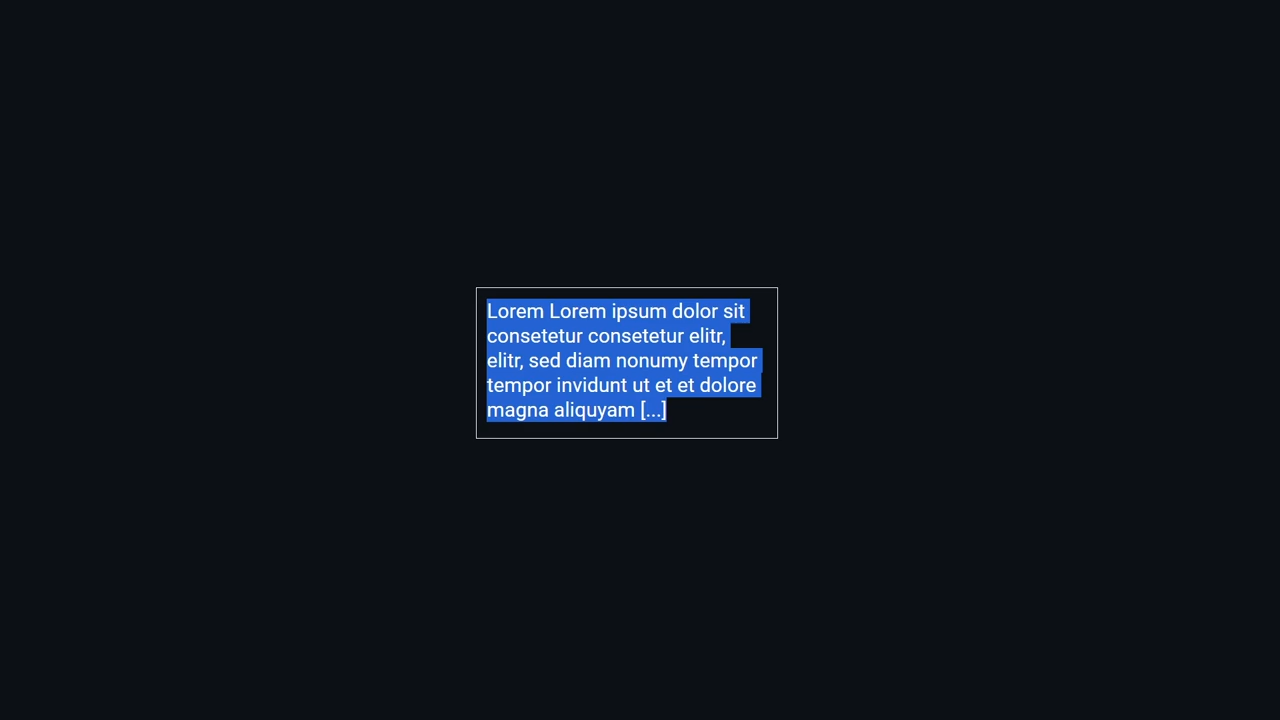 Lorem Lorem ipsum dolor sit
consetetur consetetur elitr,
elitr, sed diam nonumy tempor
tempor invidunt ut et et dolore
magna aliquyam [...]